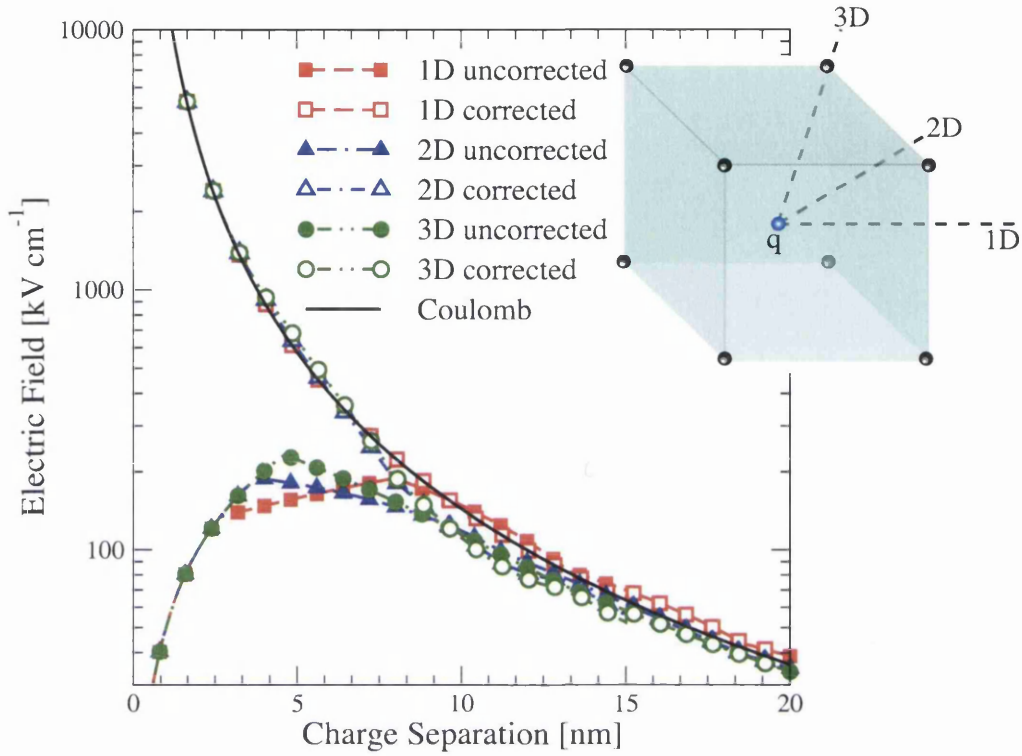 10000
1000
100
Electric Field [kV cm⁻¹]
1D uncorrected
1D corrected
2D uncorrected
2D corrected
3D uncorrected
3D corrected
Coulomb
3D
2D
1D
q
0
5
10
15
20
Charge Separation [nm]